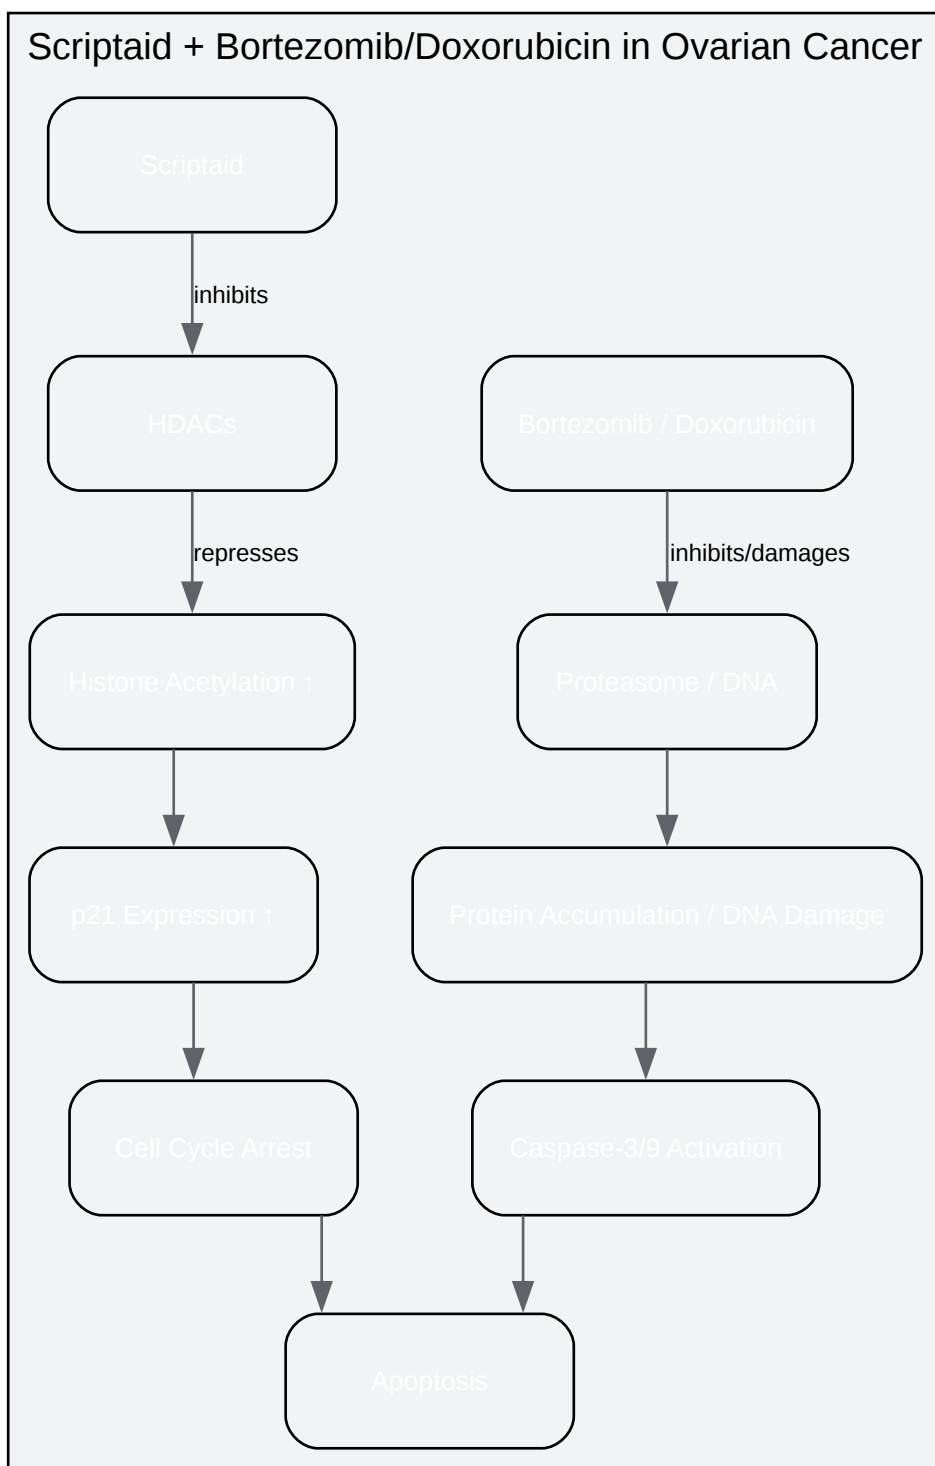 Scriptaid + Bortezomib/Doxorubicin in Ovarian Cancer
Scriptaid
inhibits
HDACs
Bortezomib / Doxorubicin
represses
inhibits/damages
Histone Acetylation ↑
Proteasome / DNA
p21 Expression ↑
Protein Accumulation / DNA Damage
Cell Cycle Arrest
Caspase-3/9 Activation
Apoptosis